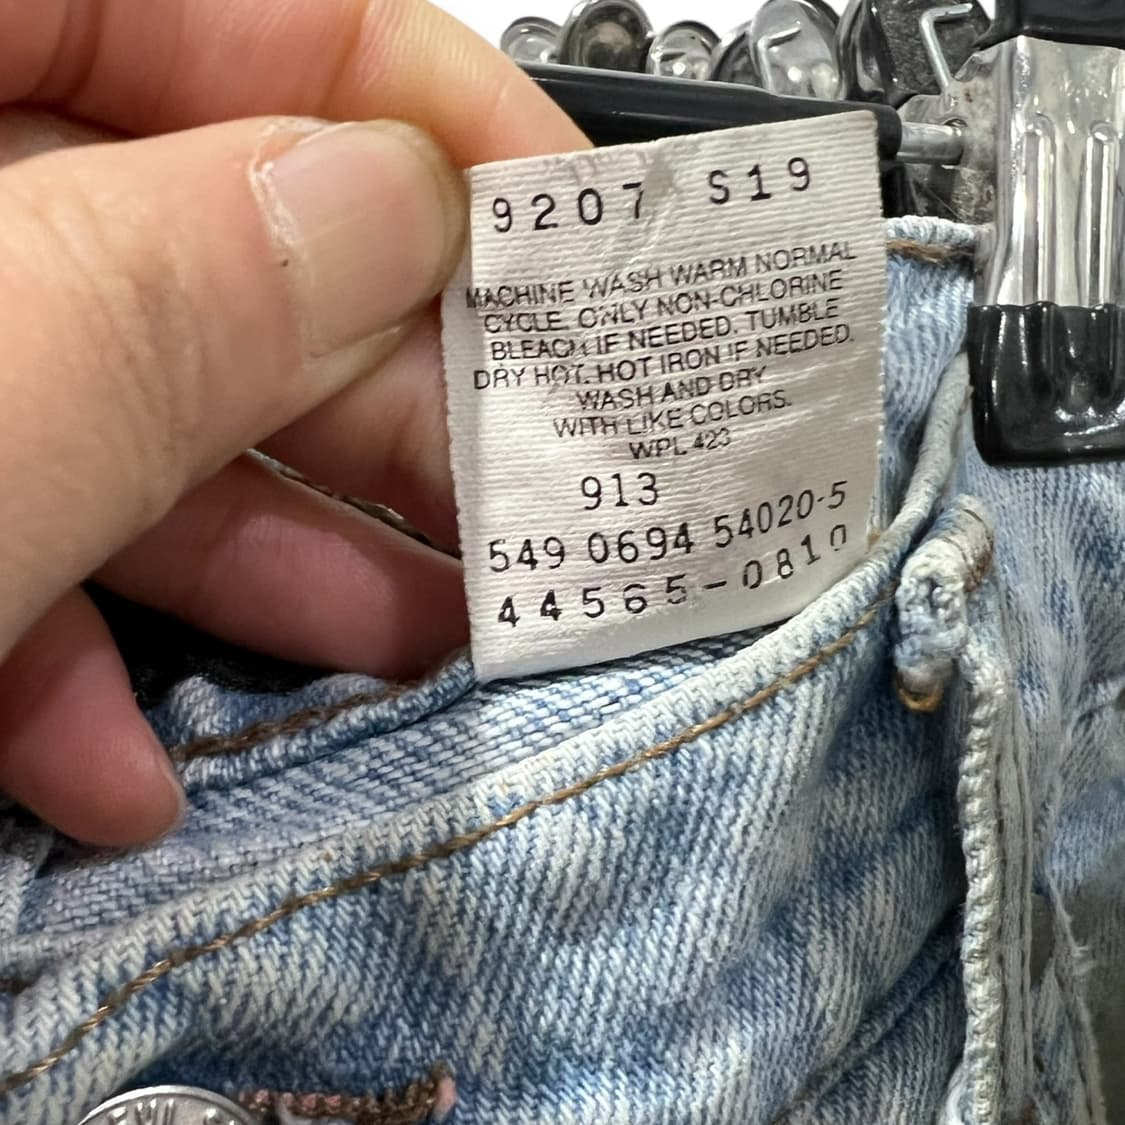 9207 S19
MACHINE WASH WARM NORMAL
CYCLE. ONLY NON-CHLORINE
BLEACH IF NEEDED. TUMBLE
DRY HOT. HOT IRON IF NEEDED.
WASH AND DRY
WITH LIKE COLORS.
WPL 423
913
549 0694 54020-5
44565-0810